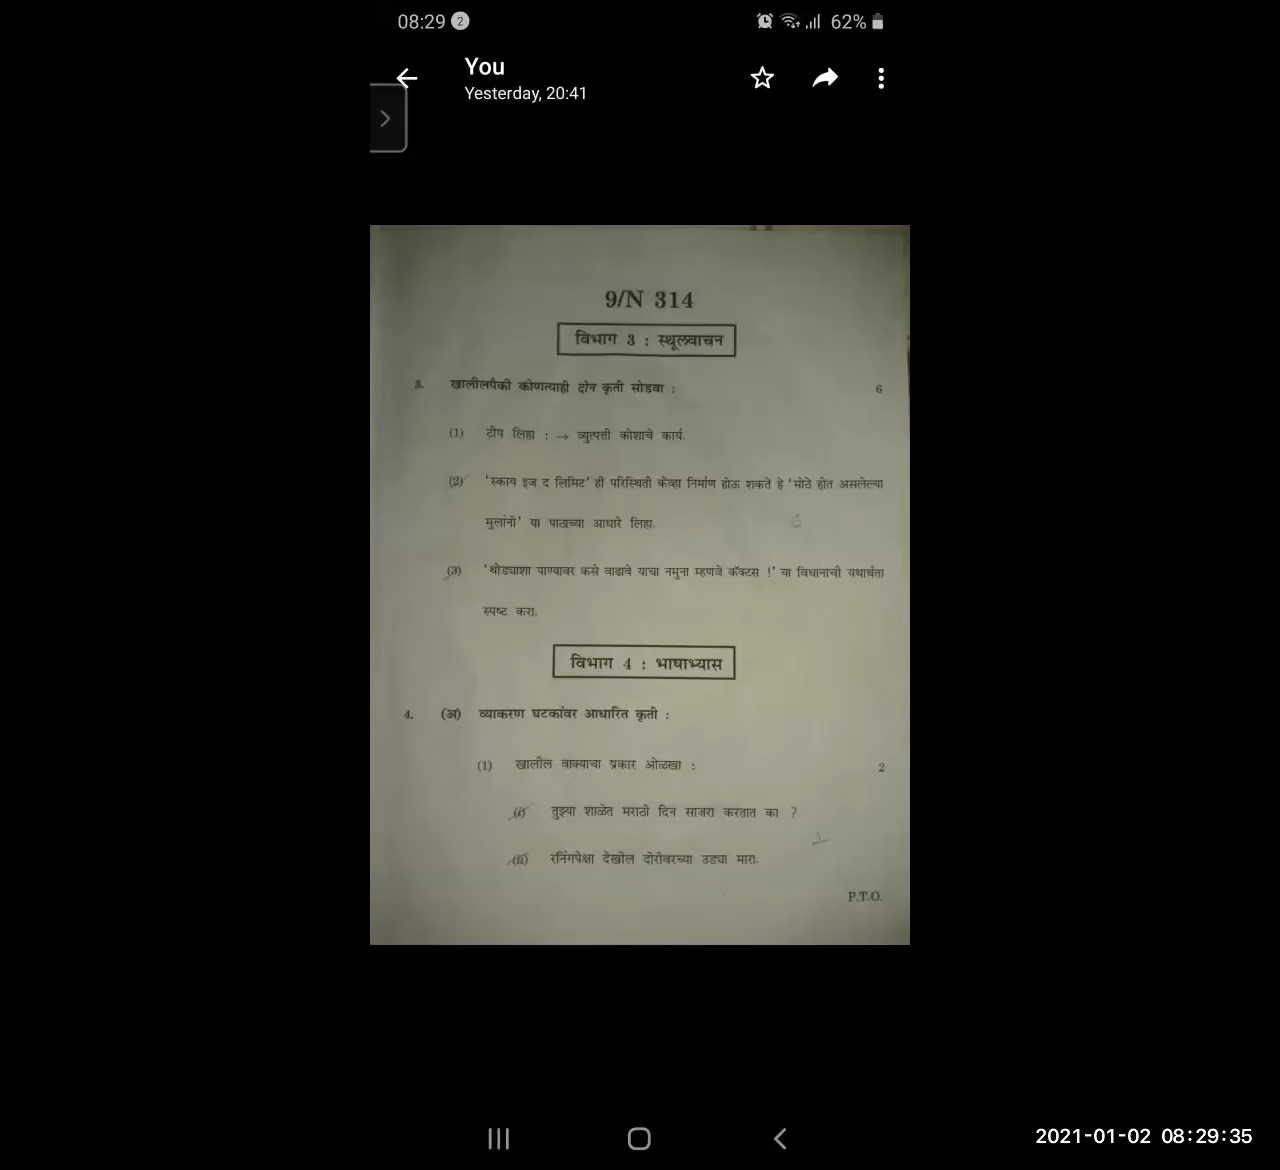 08:29 2 62%
You
Yesterday, 20:41
9/N 314
विभाग 3 : स्थूलवाचन
3. खालीलपैकी कोणत्याही दोन कृती सोडवा : 6
(1) टीप लिहा : → व्युत्पत्ती कोशाचे कार्य.
(2) 'स्काय इज द लिमिट' ही परिस्थिती केव्हा निर्माण होऊ शकते हे 'मोठे होत असलेल्या
मुलांनो' या पाठाच्या आधारे लिहा. 6
(3) 'थोड्याशा पाण्यावर कसे वाढावे याचा नमुना म्हणजे कॅक्टस !' या विधानाची यथार्थता
स्पष्ट करा.
विभाग 4 : भाषाभ्यास
4. (अ) व्याकरण घटकांवर आधारित कृती :
(1) खालील वाक्याचा प्रकार ओळखा : 2
(i) तुझ्या शाळेत मराठी दिन साजरा करतात का ?
(ii) रनिंगपेक्षा देखील दोरीवरच्या उड्या मारा.
P.T.O.
2021-01-02 08:29:35